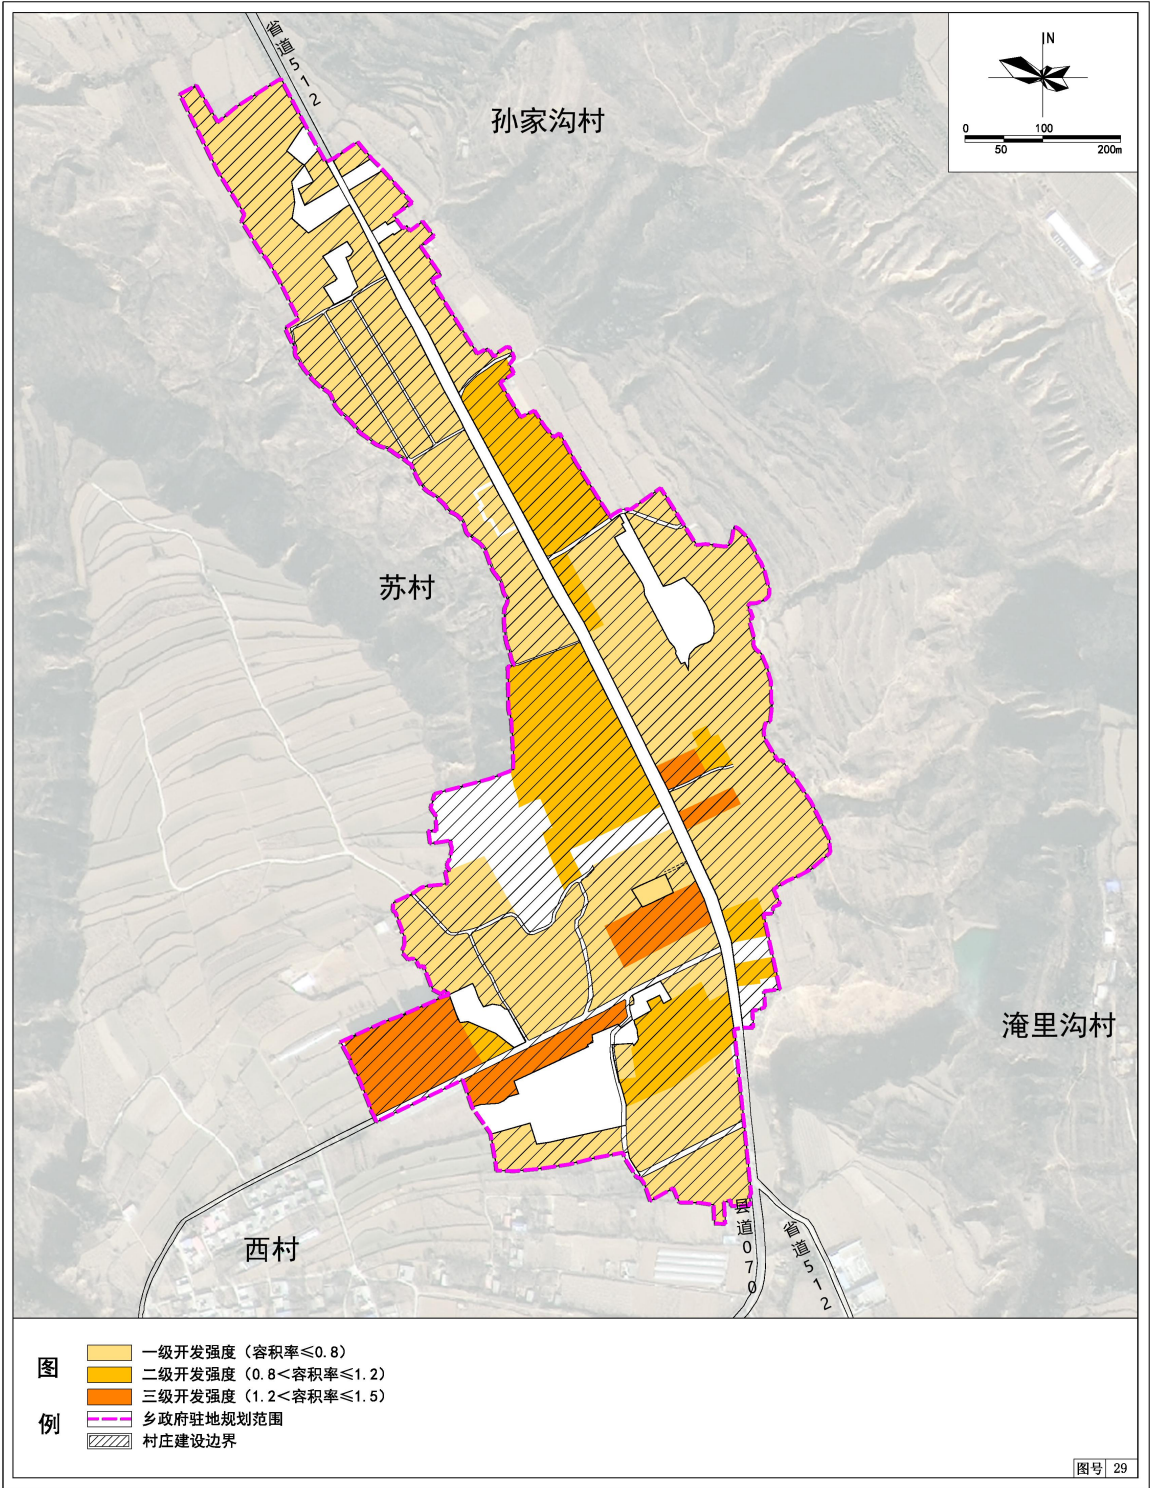 省道512
孙家沟村
N
0 100
50 200m
苏村
淹里沟村
西村
县道070
省道512
图例
一级开发强度（容积率≤0.8）
二级开发强度（0.8<容积率≤1.2）
三级开发强度（1.2<容积率≤1.5）
乡政府驻地规划范围
村庄建设边界
图号 29